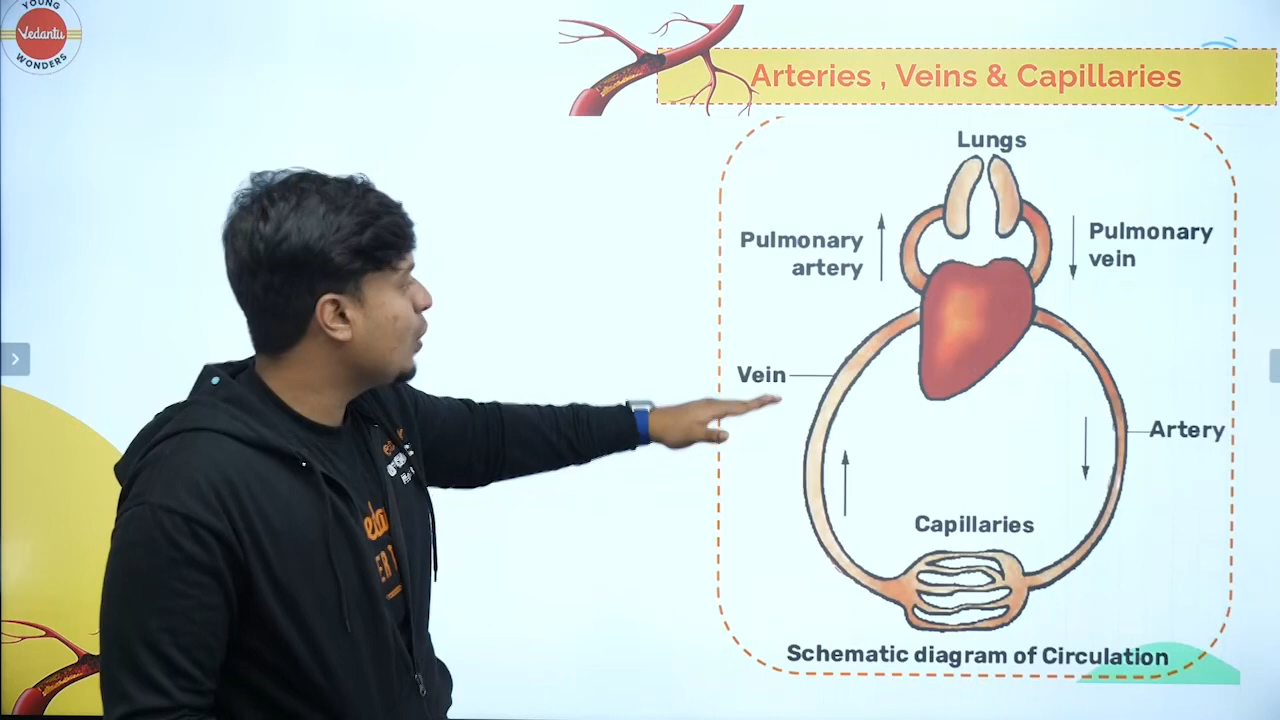 YOUNG
Vedantu
WONDERS
Arteries , Veins & Capillaries
Lungs
Pulmonary
artery
Pulmonary
vein
Vein
Artery
Capillaries
Schematic diagram of Circulation